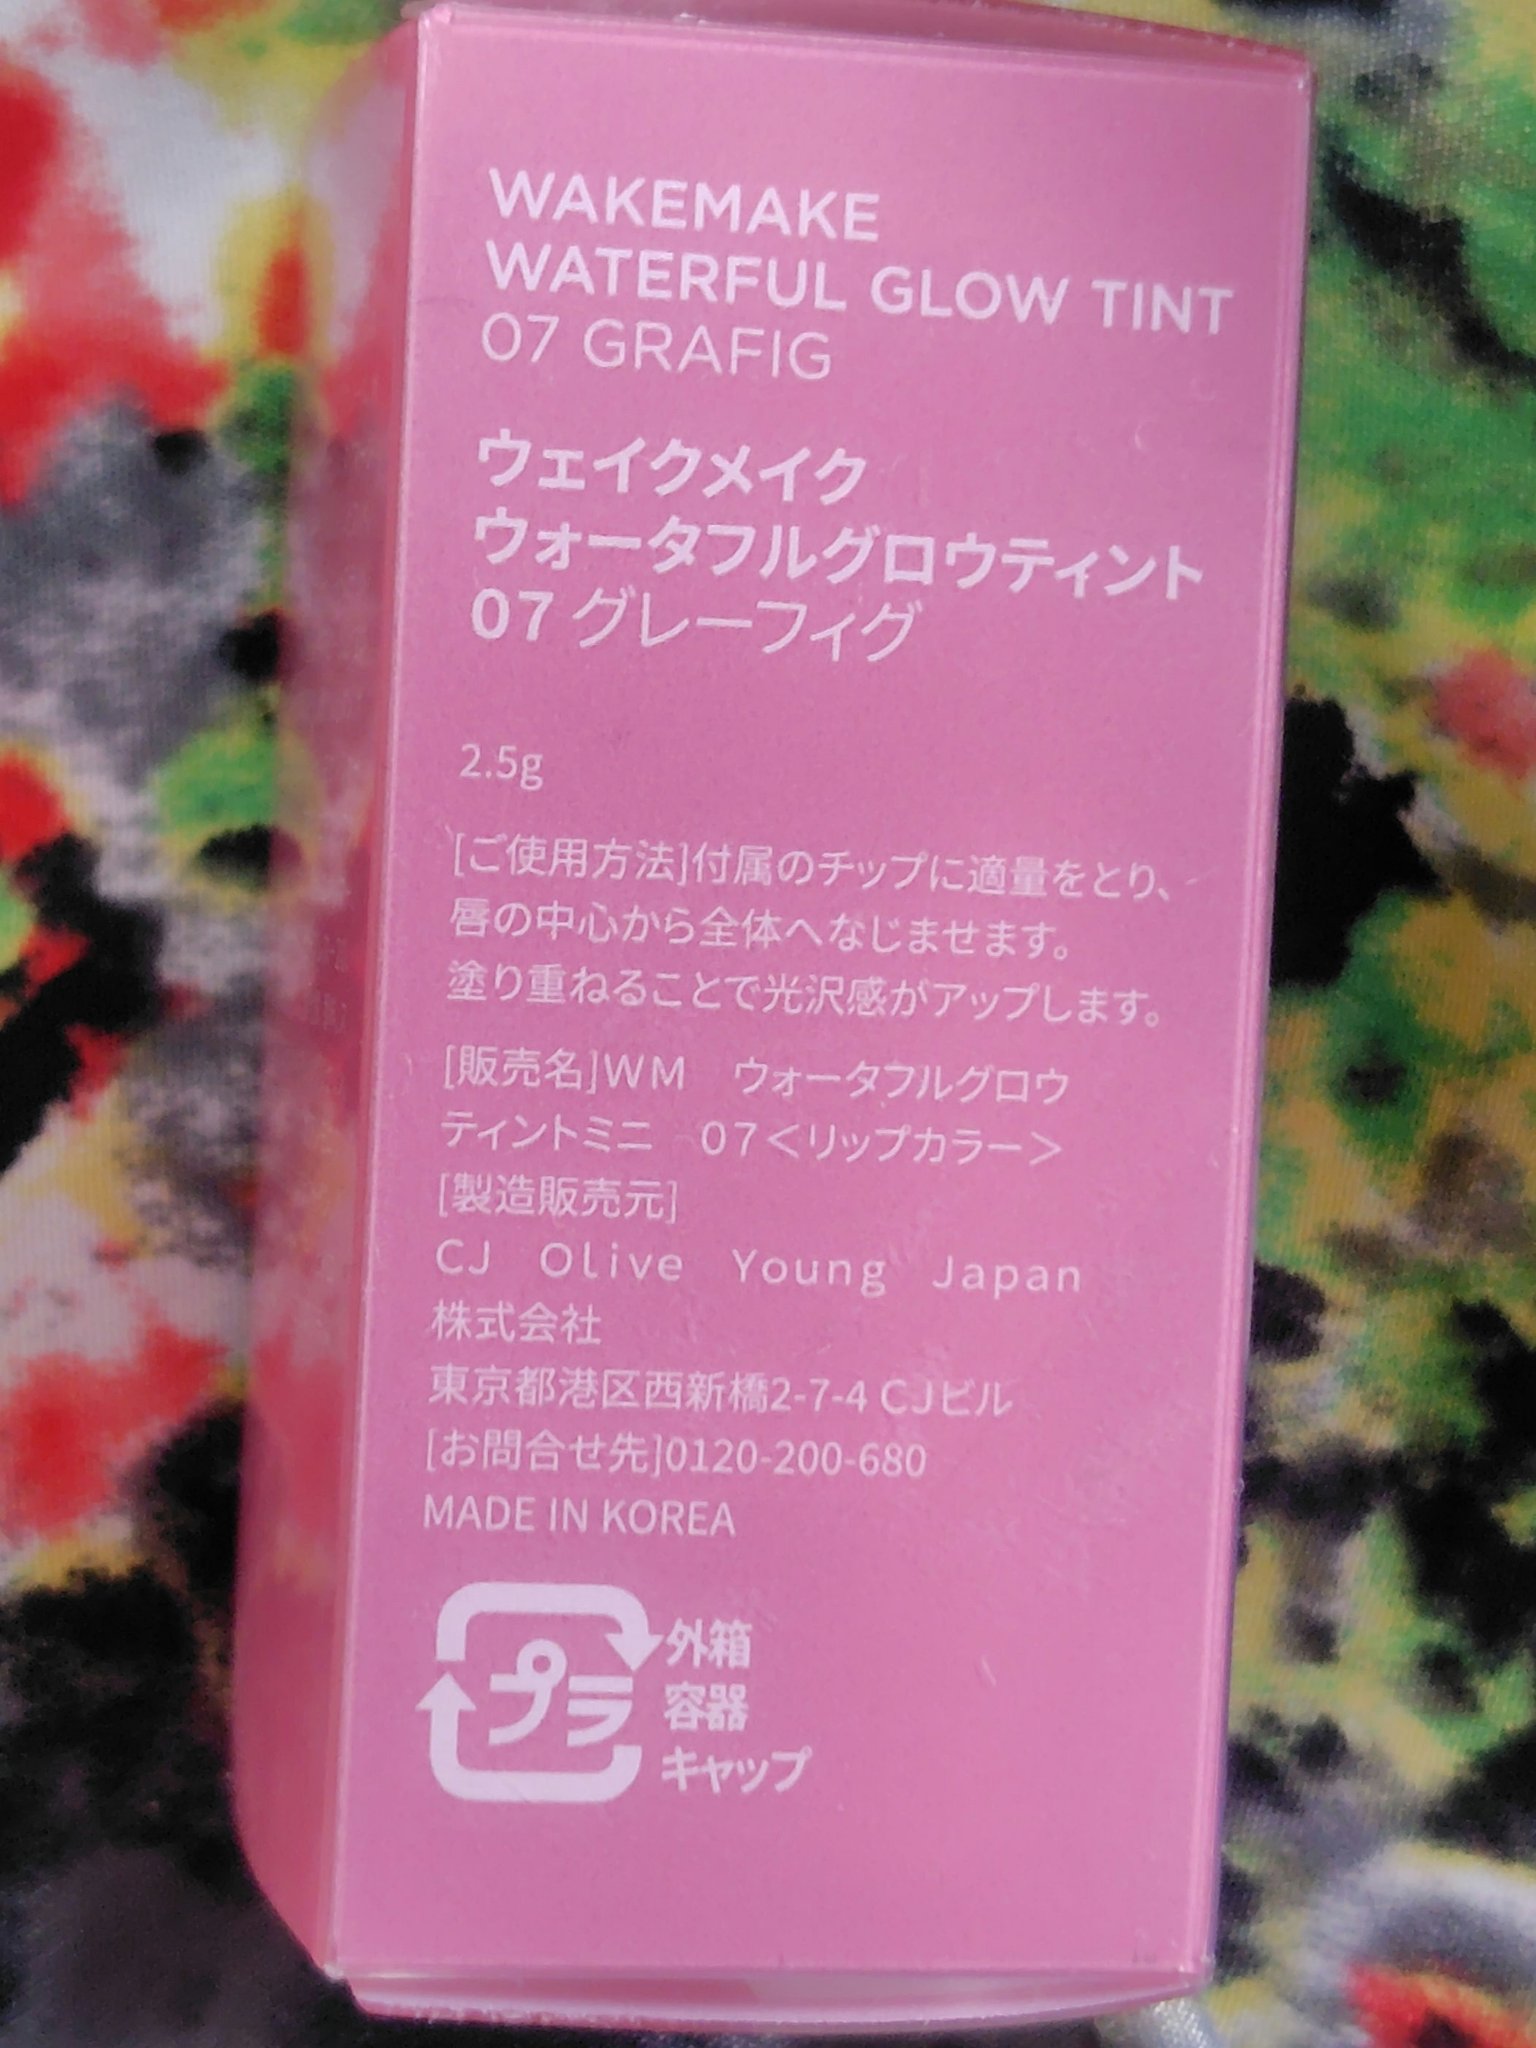 WAKEMAKE
WATERFUL GLOW TINT
07 GRAFIG
ウェイクメイク
ウォータフルグロウティント
07 グレーフィグ
2.5g
[ご使用方法]付属のチップに適量をとり、
唇の中心から全体へなじませます。
塗り重ねることで光沢感がアップします。
[販売名]WM　ウォータフルグロウ
ティントミニ　07＜リップカラー＞
[製造販売元]
CJ　Olive　Young　Japan
株式会社
東京都港区西新橋2-7-4 CJビル
[お問合せ先]0120-200-680
MADE IN KOREA
プラ
外箱
容器
キャップ